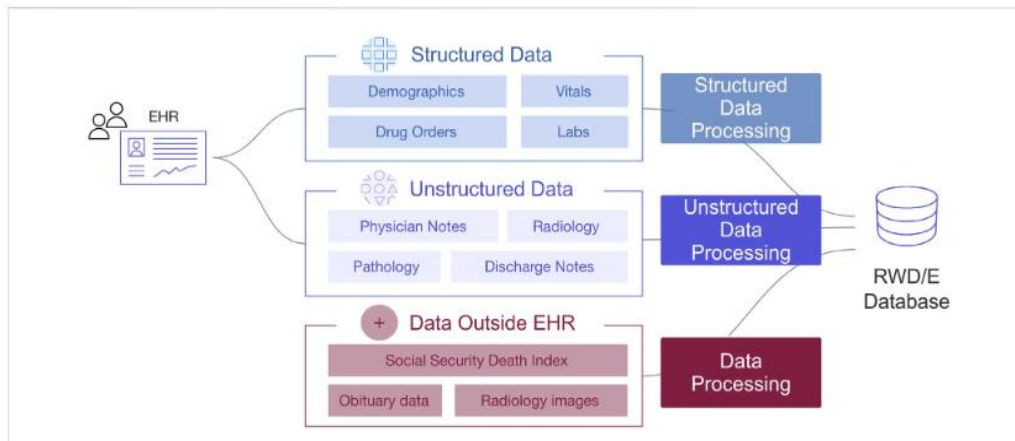 EHR
Structured Data
Demographics
Vitals
Drug Orders
Labs
Structured
Data
Processing
Unstructured Data
Physician Notes
Radiology
Pathology
Discharge Notes
Unstructured
Data
Processing
+ Data Outside EHR
Social Security Death Index
Obituary data
Radiology images
Data
Processing
RWD/E
Database